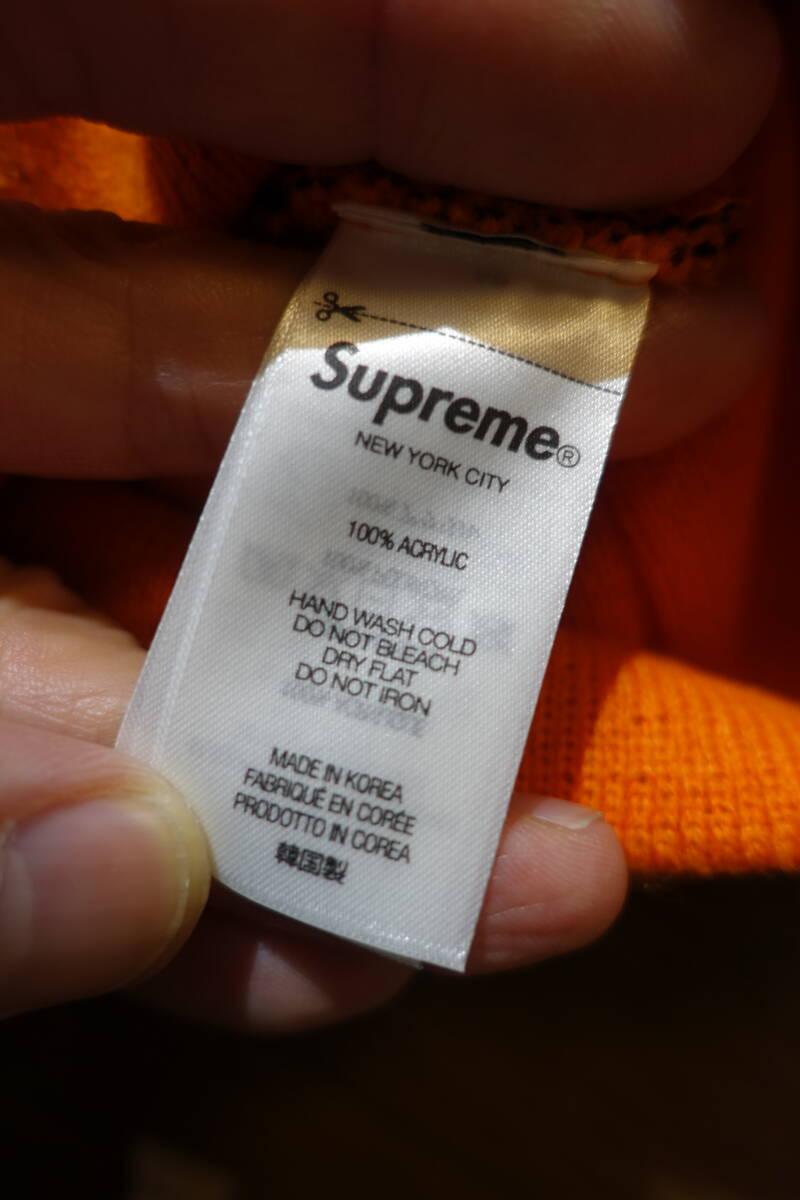 Supreme®
NEW YORK CITY
100% ACRYLIC
HAND WASH COLD
DO NOT BLEACH
DRY FLAT
DO NOT IRON
MADE IN KOREA
FABRIQUÉ EN CORÉE
PRODOTTO IN COREA
韓国製